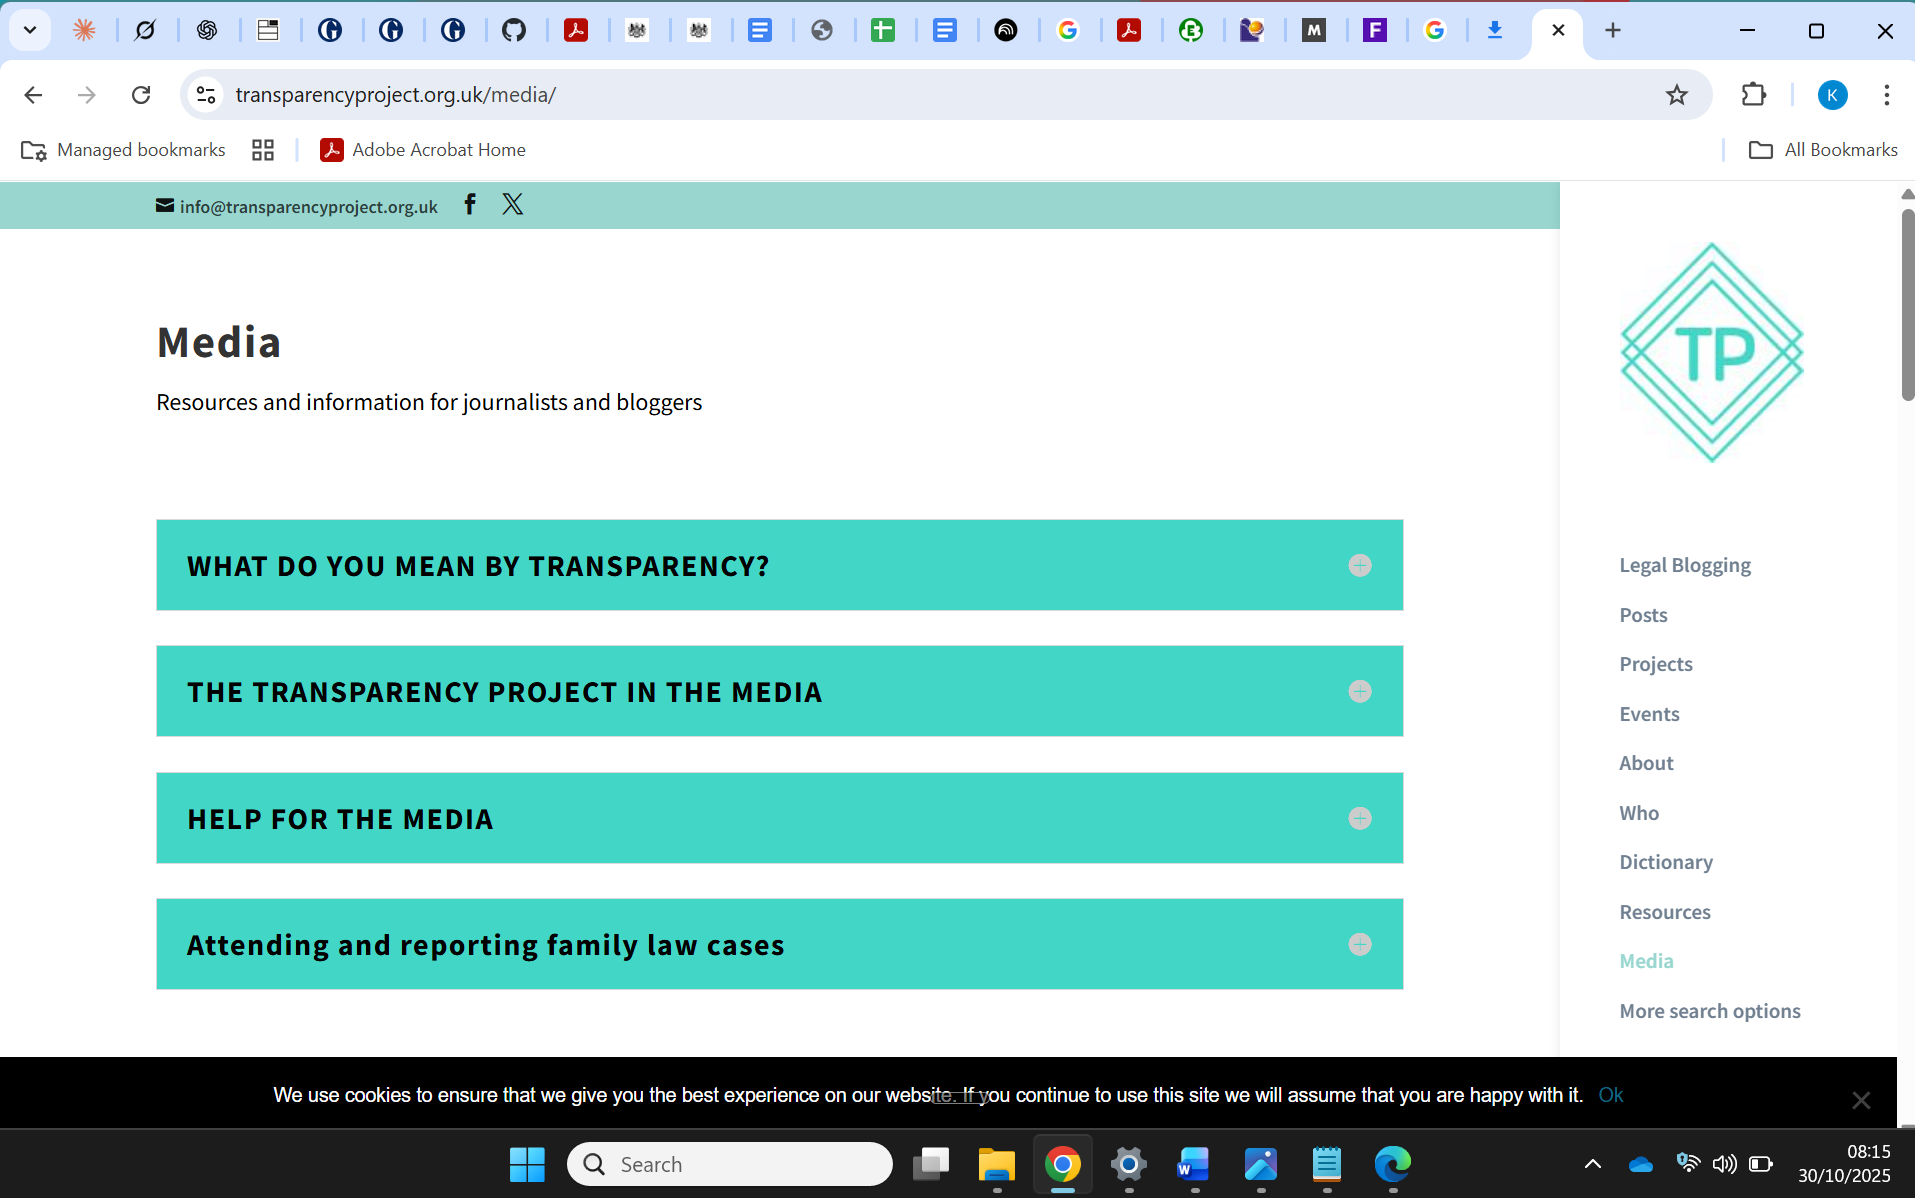 transparencyproject.org.uk/media/
K
Managed bookmarks
Adobe Acrobat Home
All Bookmarks
info@transparencyproject.org.uk
TP
Media
Resources and information for journalists and bloggers
WHAT DO YOU MEAN BY TRANSPARENCY?
THE TRANSPARENCY PROJECT IN THE MEDIA
HELP FOR THE MEDIA
Attending and reporting family law cases
Legal Blogging
Posts
Projects
Events
About
Who
Dictionary
Resources
Media
More search options
We use cookies to ensure that we give you the best experience on our website. If you continue to use this site we will assume that you are happy with it. Ok
Search
08:15
30/10/2025